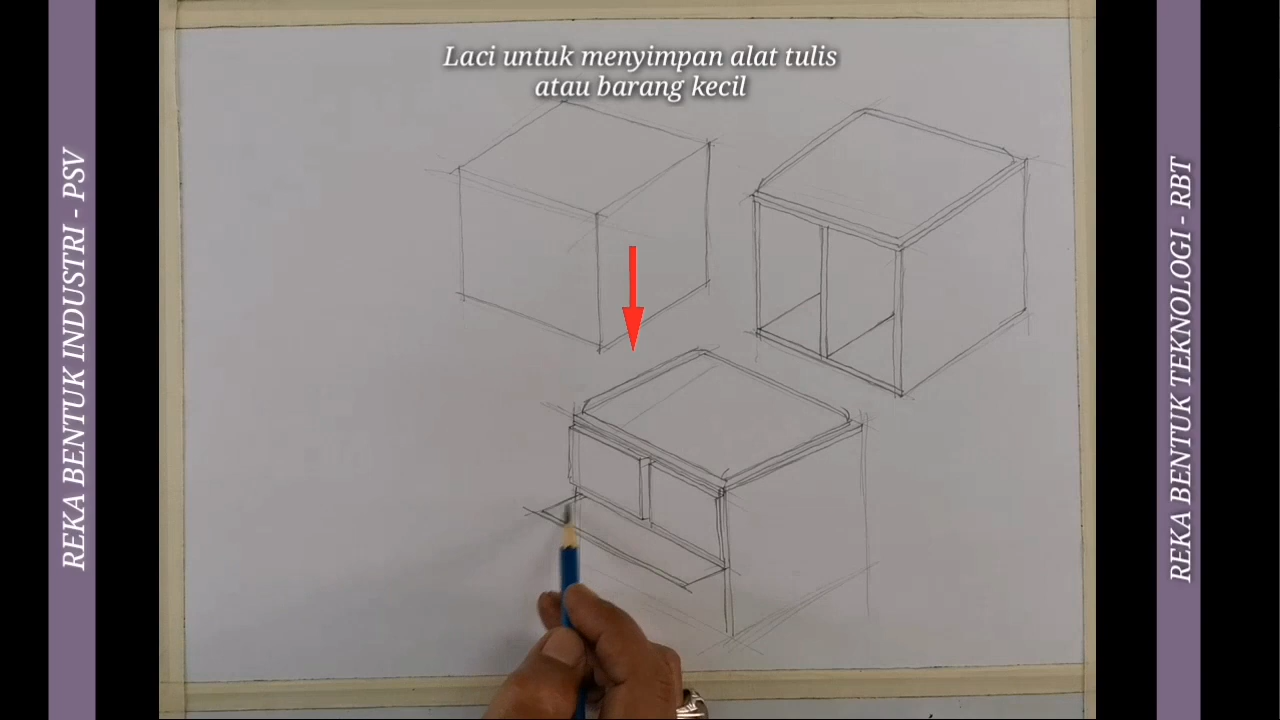 Laci untuk menyimpan alat tulis
atau barang kecil
REKA BENTUK INDUSTRI - PSV
REKA BENTUK TEKNOLOGI - RBT